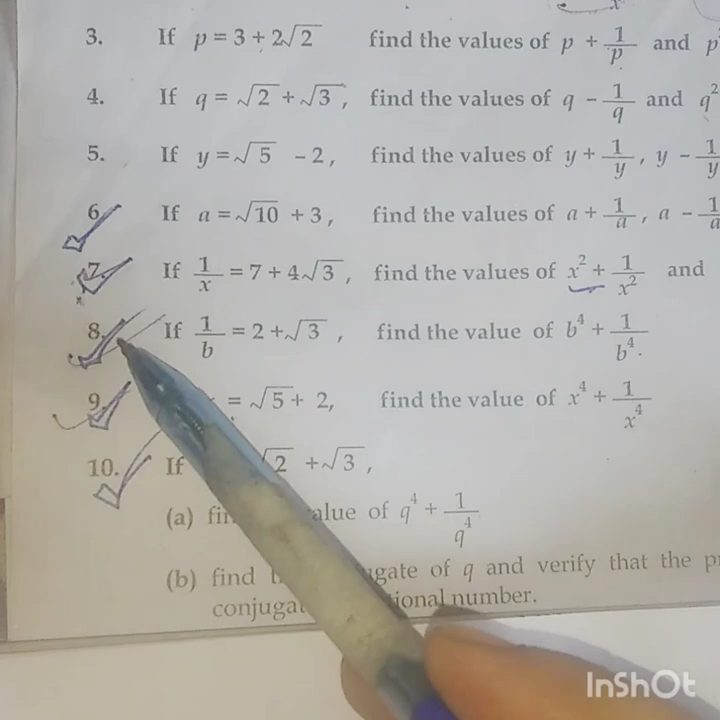 3. If p = 3 + 2√2 find the values of p + 1/p and p
4. If q = √2 + √3, find the values of q - 1/q and q²
5. If y = √5 - 2, find the values of y + 1/y, y - 1/y
6. If a = √10 + 3, find the values of a + 1/a, a - 1/a
7. If 1/x = 7 + 4√3, find the values of x² + 1/x² and
8. If 1/b = 2 + √3, find the value of b⁴ + 1/b⁴.
9. = √5 + 2, find the value of x⁴ + 1/x⁴
10. If √2 + √3,
(a) alue of q⁴ + 1/q⁴
(b) find gate of q and verify that the
ional number.
InShOt